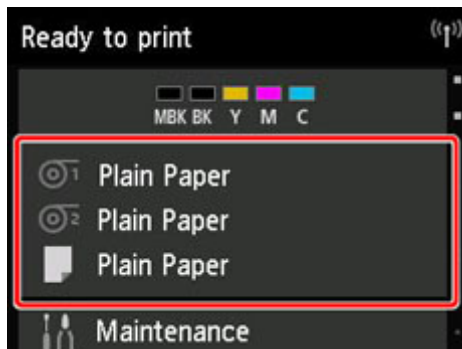 Ready to print
MBK BK Y M C
1 Plain Paper
2 Plain Paper
Plain Paper
Maintenance